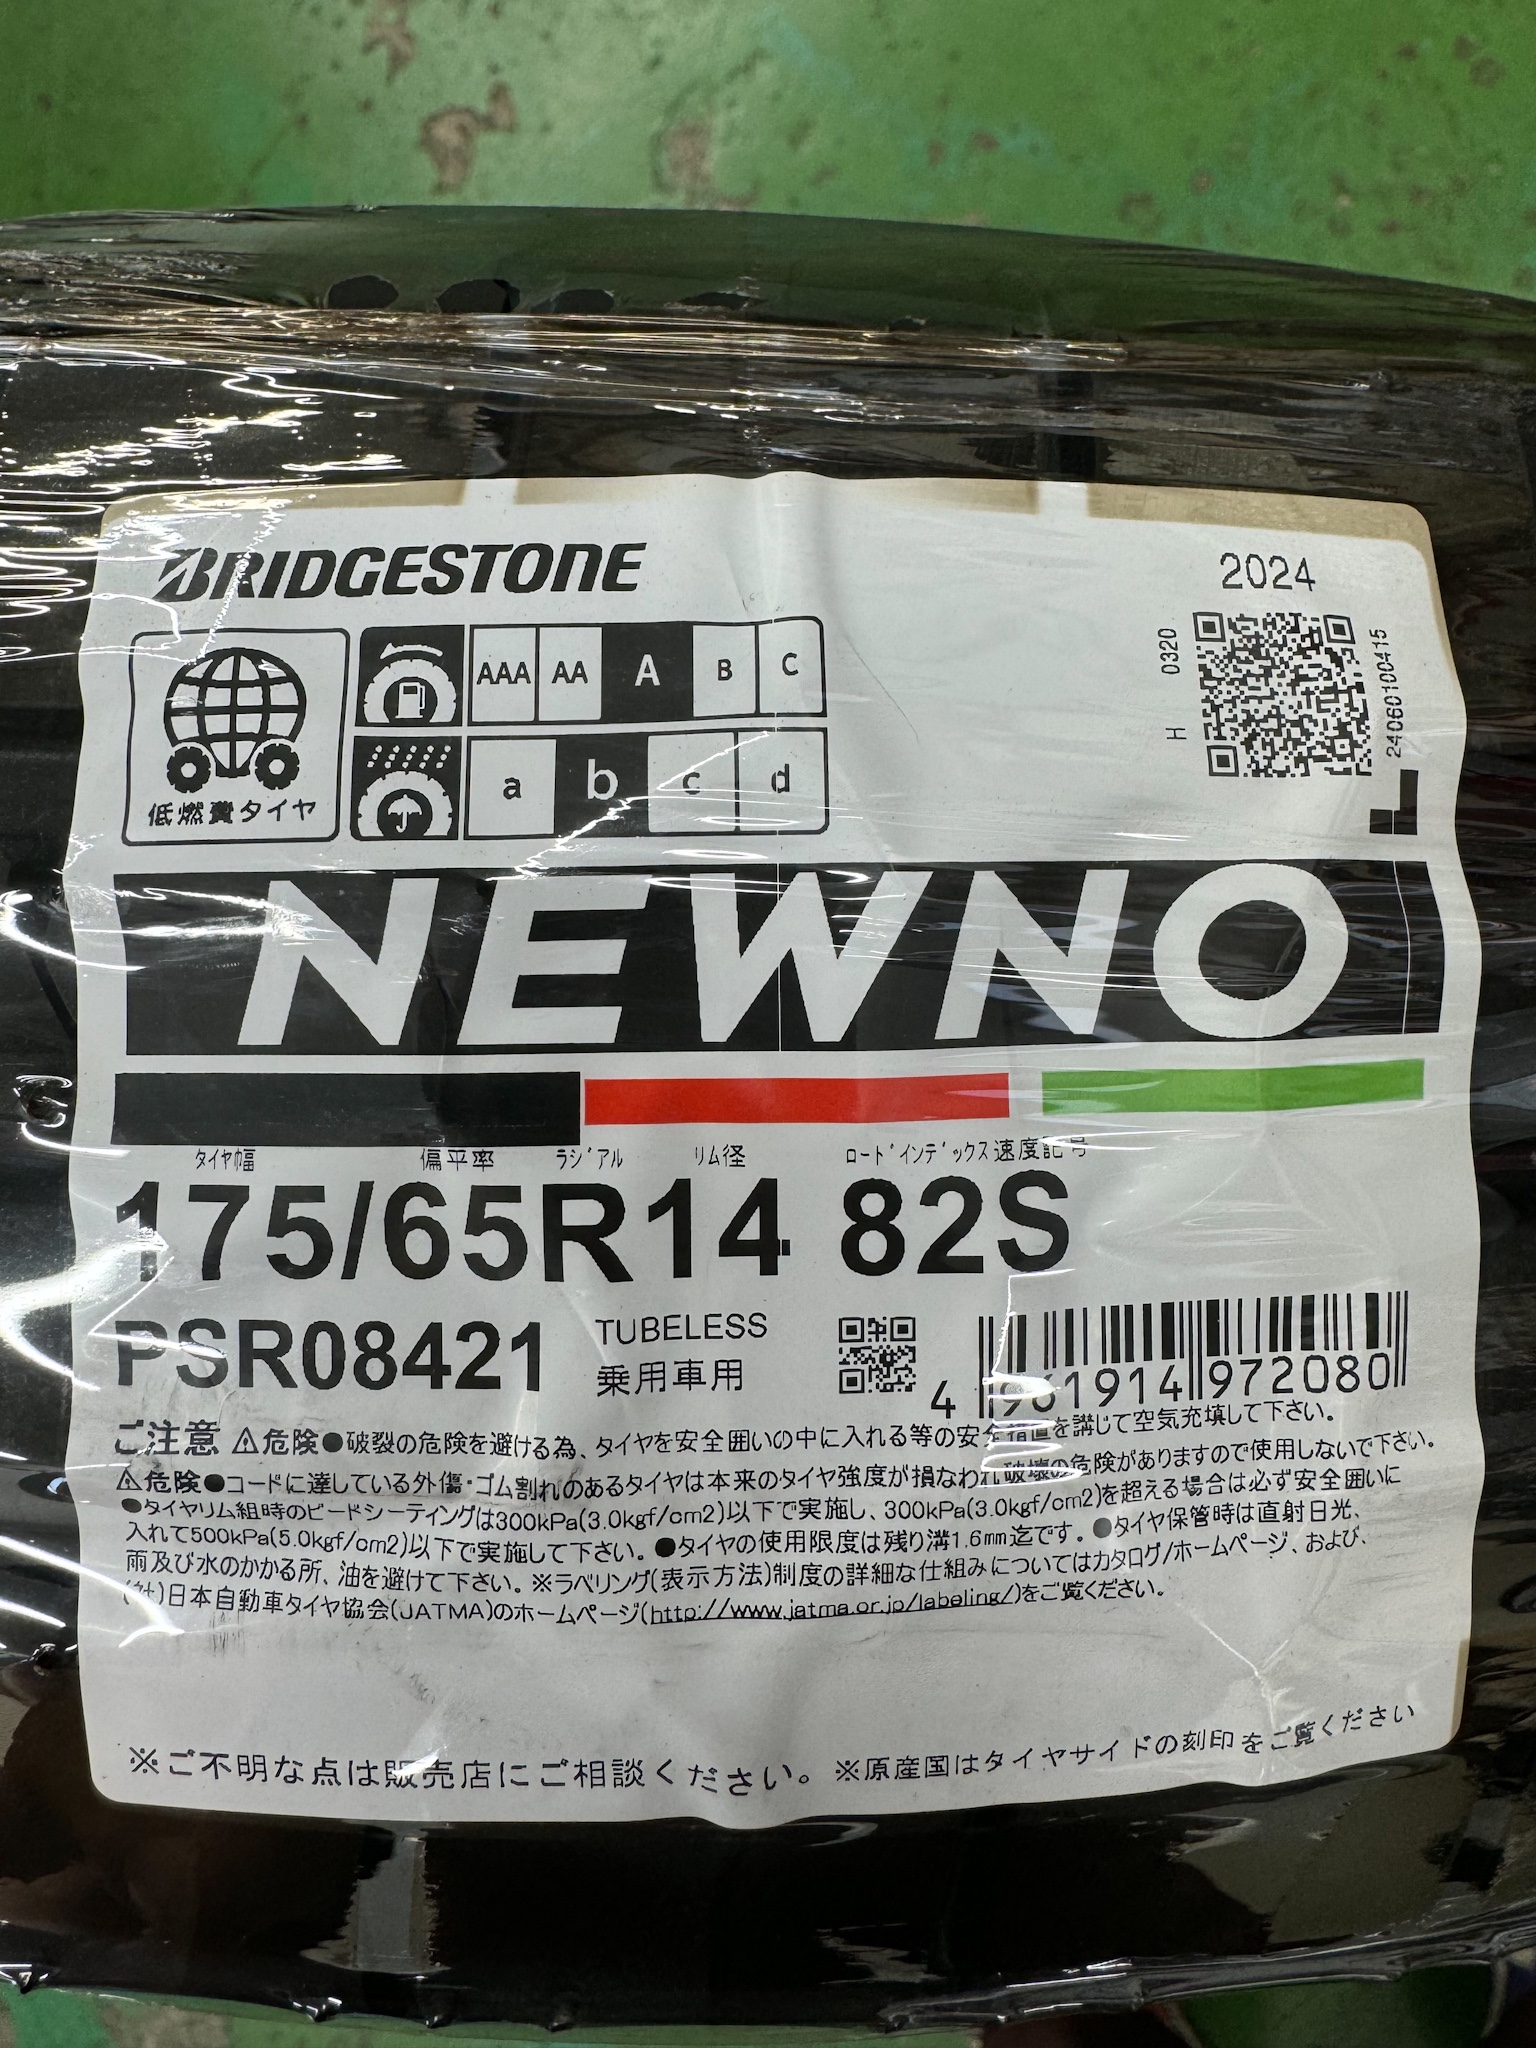 BRIDGESTONE
2024
H 0320
240601 00415
低燃費タイヤ
AAA AA A B C
a b c d
L
NEWNO
タイヤ巾幅 偏平率 ラジアル リム径 ロードインデックス速度記号
175/65R14 82S
PSR08421
TUBELESS
乗用車用
4 961914 972080
ご注意 ⚠危険●破裂の危険を避ける為、タイヤを安全囲いの中に入れる等の安全措置を講じて空気充填して下さい。
⚠危険●コードに達している外傷・ゴム割れのあるタイヤは本来のタイヤ強度が損なわれ破壊の危険がありますので使用しないで下さい。
●タイヤリム組時のビードシーティングは300kPa(3.0kgf/cm2)以下で実施し、300kPa(3.0kgf/cm2)を超える場合は必ず安全囲いに
入れて500kPa(5.0kgf/cm2)以下で実施して下さい。●タイヤの使用限度は残り溝1.6mm迄です。●タイヤ保管時は直射日光、
雨及び水のかかる所、油を避けて下さい。※ラベリング(表示方法)制度の詳細な仕組みについてはカタログ/ホームページ、および、
(社)日本自動車タイヤ協会(JATMA)のホームページ(http://www.jatma.or.jp/labeling/)をご覧ください。
※ご不明な点は販売店にご相談ください。※原産国はタイヤサイドの刻印をご覧ください